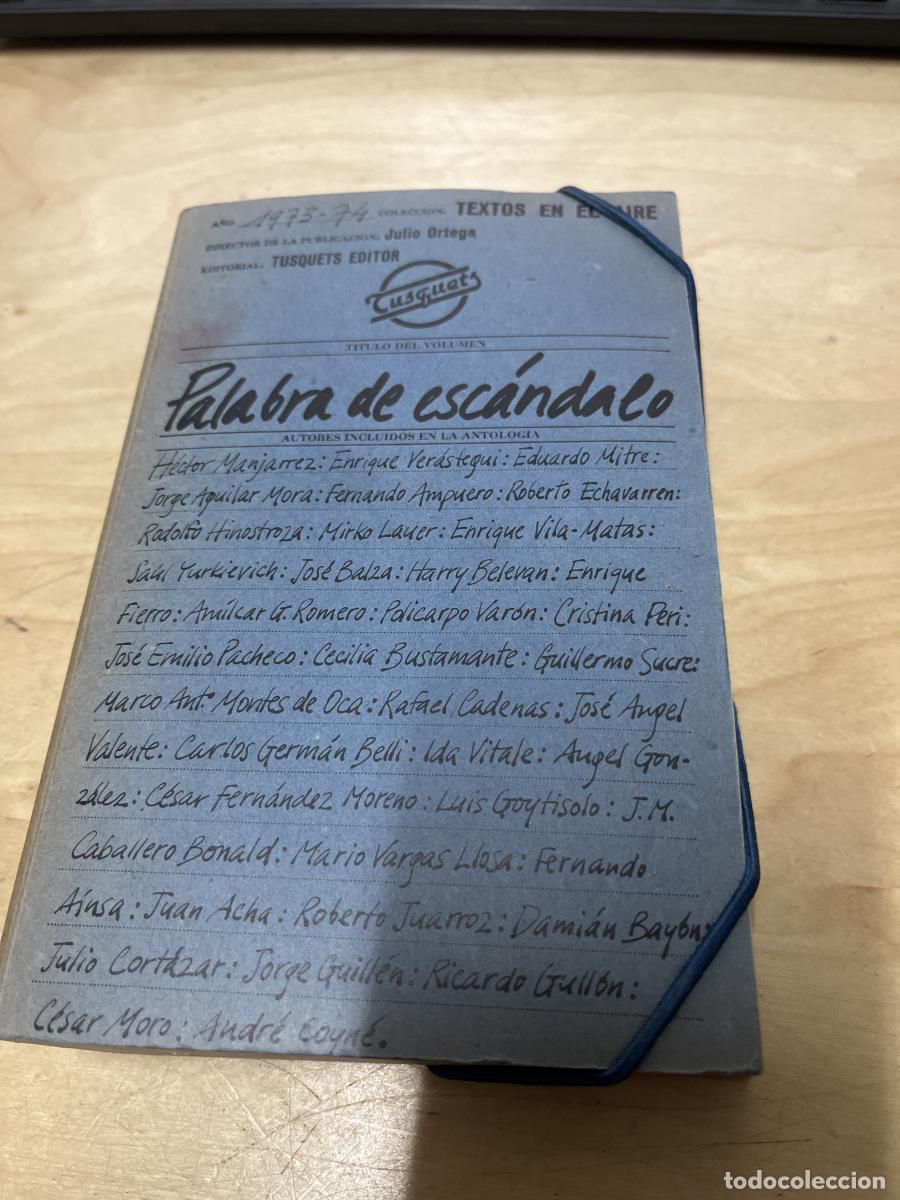 AÑO 1973-74 COLECCION: TEXTOS EN EL AIRE
DIRECTOR DE LA PUBLICACION: Julio Ortega
EDITORIAL: TUSQUETS EDITOR
Tusquets
TITULO DEL VOLUMEN
Palabra de escándalo
AUTORES INCLUIDOS EN LA ANTOLOGIA
Héctor Manjarrez: Enrique Verástegui: Eduardo Mitre:
Jorge Aguilar Mora: Fernando Ampuero: Roberto Echavarren:
Rodolfo Hinostroza: Mirko Lauer: Enrique Vila-Matas:
Saúl Yurkievich: José Balza: Harry Belevan: Enrique
Fierro: Amílcar G. Romero: Policarpo Varón: Cristina Peri:
José Emilio Pacheco: Cecilia Bustamante: Guillermo Sucre:
Marco Antº Montes de Oca: Rafael Cadenas: José Angel
Valente: Carlos Germán Belli: Ida Vitale: Angel Gon-
zález: César Fernández Moreno: Luis Goytisolo: J.M.
Caballero Bonald: Mario Vargas Llosa: Fernando
Aínsa: Juan Acha: Roberto Juarroz: Damián Bayón:
Julio Cortázar: Jorge Guillén: Ricardo Gullón:
César Moro: André Coyné.
todocoleccion